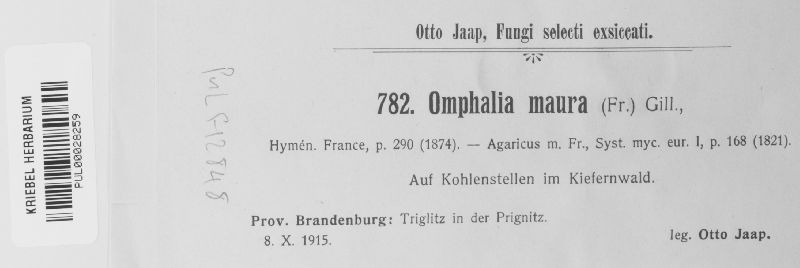 Otto Jaap, Fungi selecti exsiccati.
782. Omphalia maura (Fr.) Gill.,
Hymén. France, p. 290 (1874). — Agaricus m. Fr., Syst. myc. eur. I, p. 168 (1821).
Auf Kohlenstellen im Kiefernwald.
Prov. Brandenburg: Triglitz in der Prignitz.
8. X. 1915.
leg. Otto Jaap.
KRIEBEL HERBARIUM
PUL00028259
PUL F12848